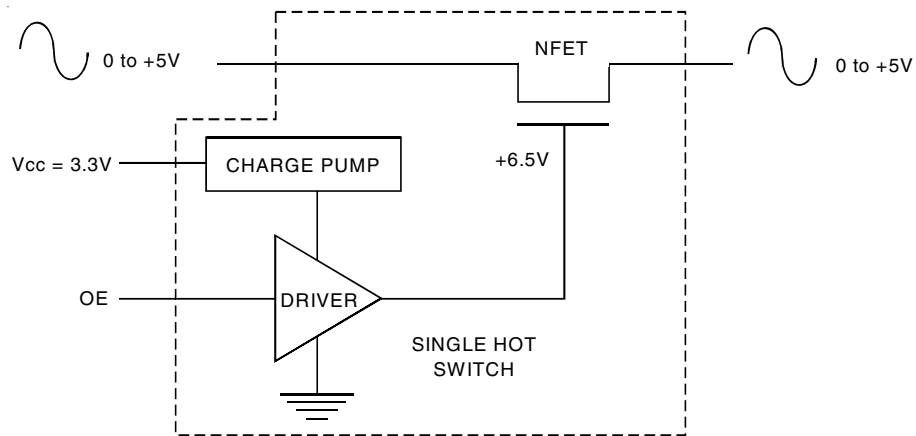 NFET
0 to +5V
0 to +5V
Vcc = 3.3V
CHARGE PUMP
+6.5V
OE
DRIVER
SINGLE HOT
SWITCH